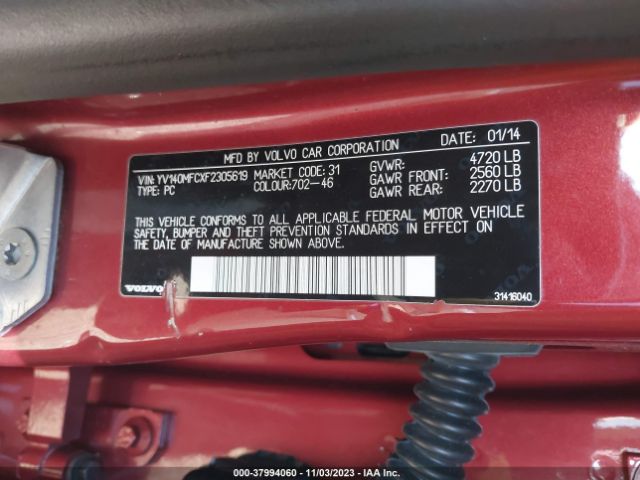 MFD BY VOLVO CAR CORPORATION DATE: 01/14
VIN: YV140MFCXF2305619 MARKET CODE: 31 GVWR: 4720 LB
TYPE: PC COLOUR:702-46 GAWR FRONT: 2560 LB
GAWR REAR: 2270 LB
THIS VEHICLE CONFORMS TO ALL APPLICABLE FEDERAL MOTOR VEHICLE
SAFETY, BUMPER AND THEFT PREVENTION STANDARDS IN EFFECT ON
THE DATE OF MANUFACTURE SHOWN ABOVE.
VOLVO
31416040
000-37994060 | 11/03/2023 | IAA Inc.